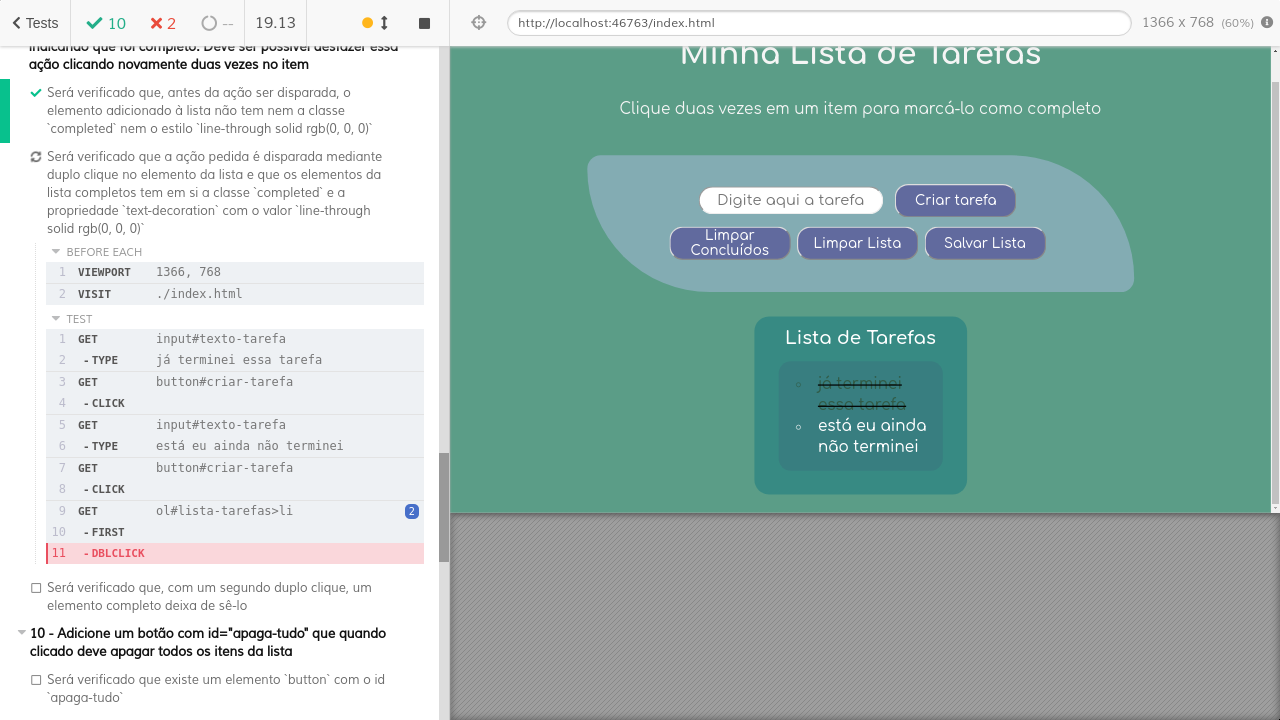 Tests
10
2
--
19.13
http://localhost:46763/index.html
1366 x 768 (60%)
indicando que foi completo. Deve ser possível desfazer essa
ação clicando novamente duas vezes no item
Será verificado que, antes da ação ser disparada, o
elemento adicionado à lista não tem nem a classe
`completed` nem o estilo `line-through solid rgb(0, 0, 0)`
Será verificado que a ação pedida é disparada mediante
duplo clique no elemento da lista e que os elementos da
lista completos tem em si a classe `completed` e a
propriedade `text-decoration` com o valor `line-through
solid rgb(0, 0, 0)`
BEFORE EACH
1 VIEWPORT 1366, 768
2 VISIT ./index.html
TEST
1 GET input#texto-tarefa
2 -TYPE já terminei essa tarefa
3 GET button#criar-tarefa
4 -CLICK
5 GET input#texto-tarefa
6 -TYPE está eu ainda não terminei
7 GET button#criar-tarefa
8 -CLICK
9 GET ol#lista-tarefas>li 2
10 -FIRST
11 -DBLCLICK
Será verificado que, com um segundo duplo clique, um
elemento completo deixa de sê-lo
10 - Adicione um botão com id="apaga-tudo" que quando
clicado deve apagar todos os itens da lista
Será verificado que existe um elemento `button` com o id
`apaga-tudo`
Minha Lista de Tarefas
Clique duas vezes em um item para marcá-lo como completo
Digite aqui a tarefa
Criar tarefa
Limpar
Concluídos
Limpar Lista
Salvar Lista
Lista de Tarefas
já terminei
essa tarefa
está eu ainda
não terminei